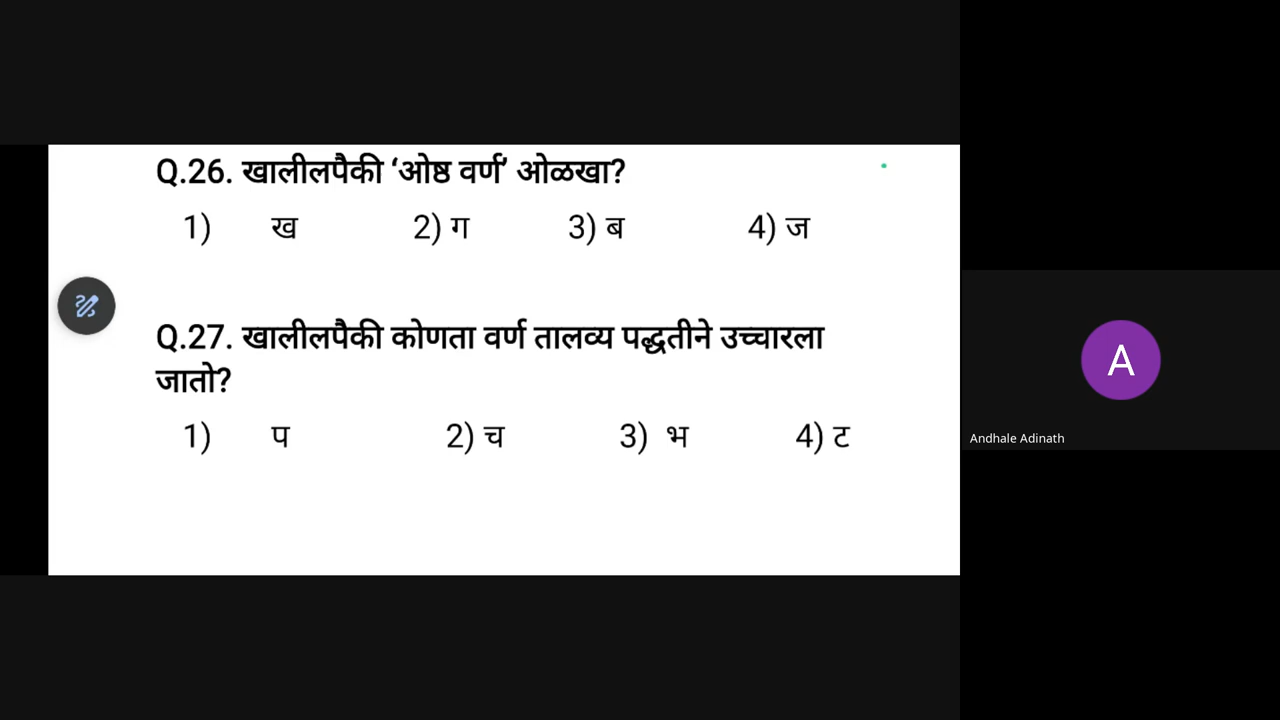 Q.26. खालीलपैकी ‘ओष्ठ वर्ण’ ओळखा?
1) ख 2) ग 3) ब 4) ज
Q.27. खालीलपैकी कोणता वर्ण तालव्य पद्धतीने उच्चारला
जातो?
1) प 2) च 3) भ 4) ट
A
Andhale Adinath